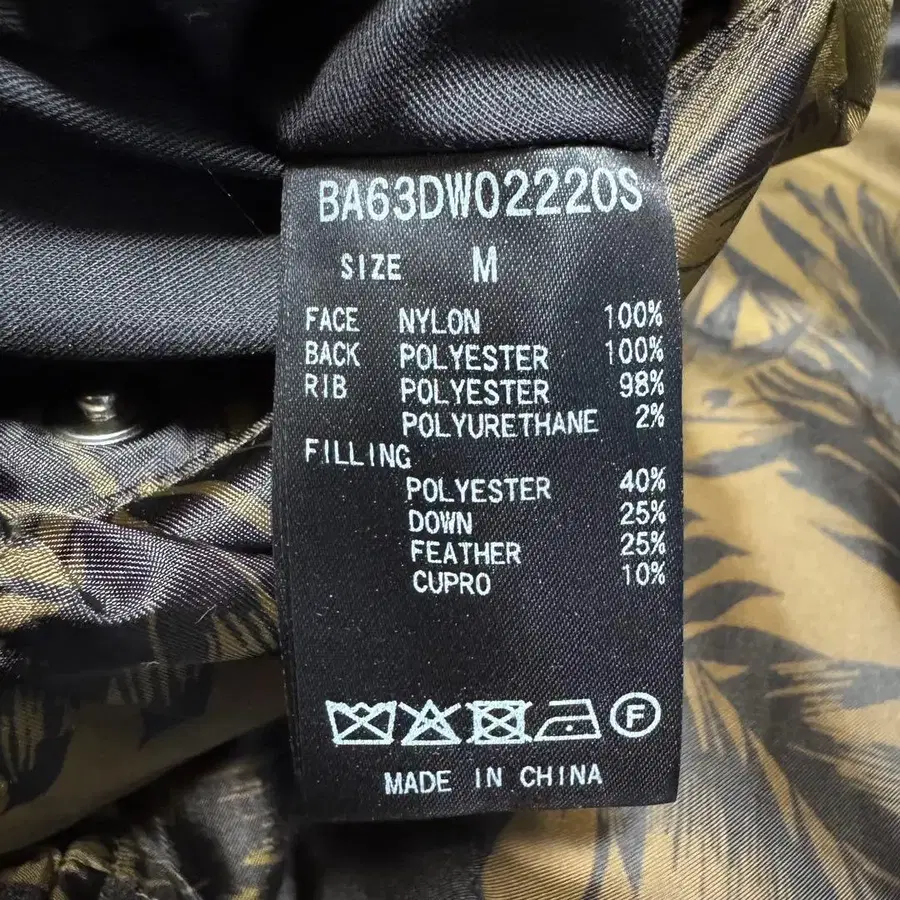 BA63DW02220S
SIZE M
FACE NYLON 100%
BACK POLYESTER 100%
RIB POLYESTER 98%
POLYURETHANE 2%
FILLING
POLYESTER 40%
DOWN 25%
FEATHER 25%
CUPRO 10%
F
MADE IN CHINA